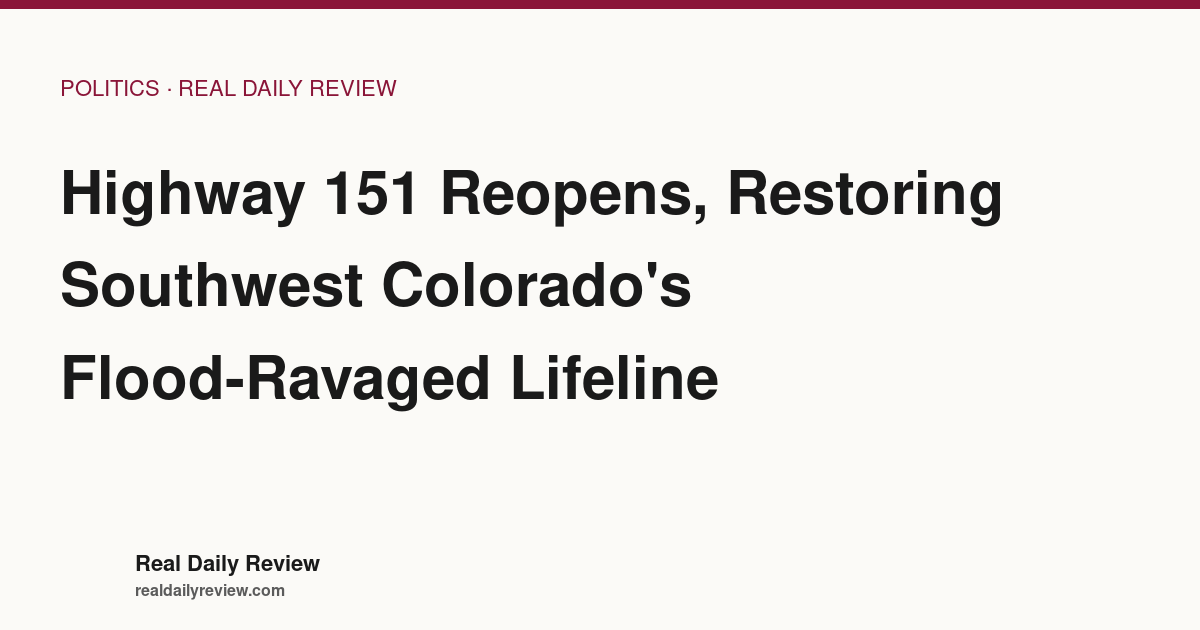 POLITICS · REAL DAILY REVIEW
Highway 151 Reopens, Restoring
Southwest Colorado's
Flood-Ravaged Lifeline
Real Daily Review
realdailyreview.com